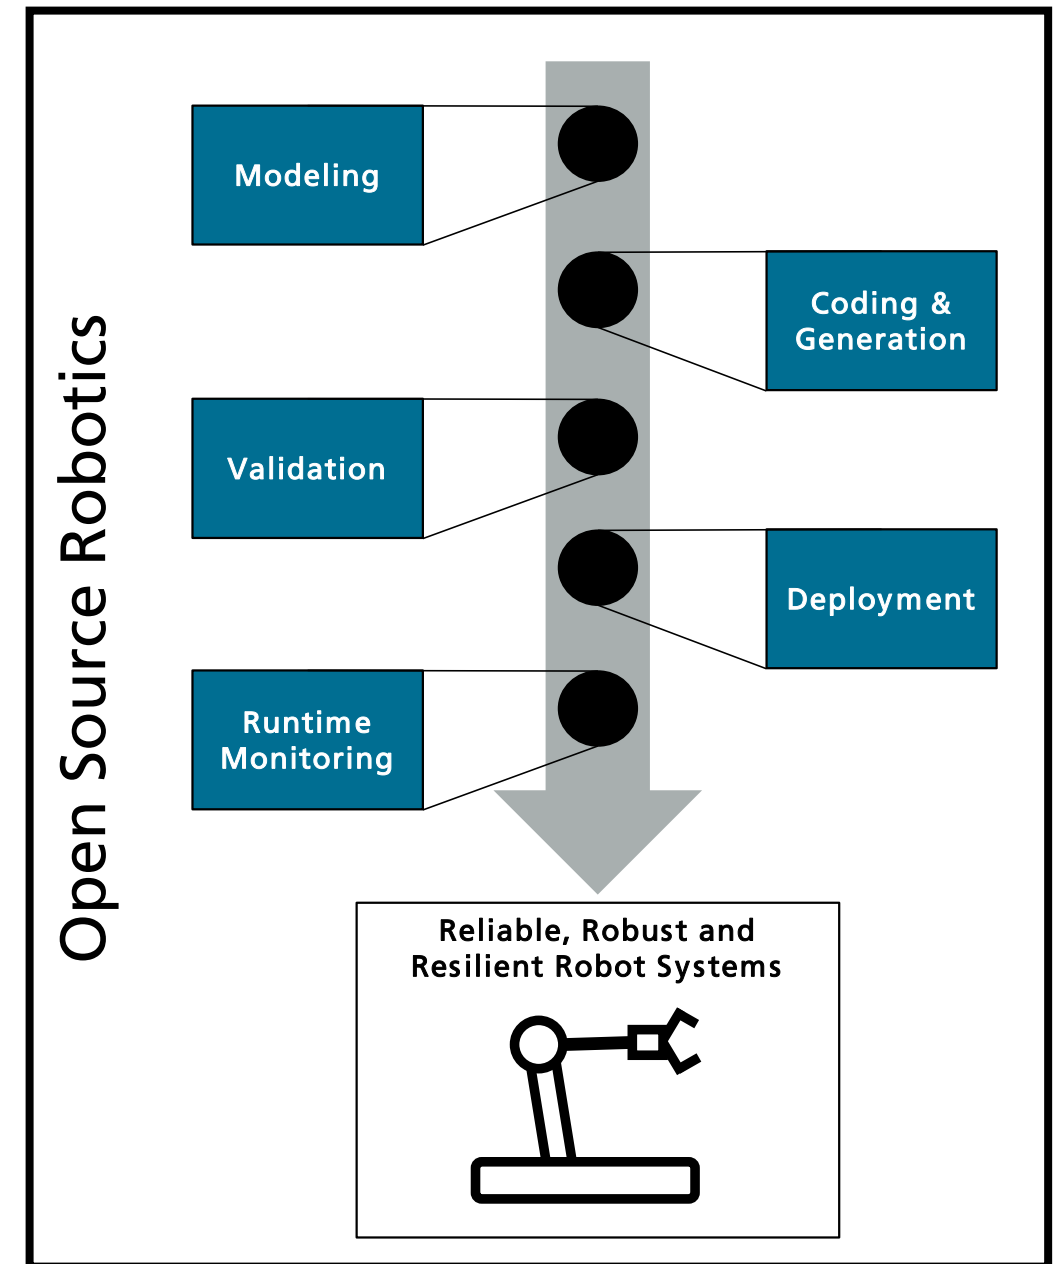 Open Source Robotics
Modeling
Coding &
Generation
Validation
Deployment
Runtime
Monitoring
Reliable, Robust and
Resilient Robot Systems